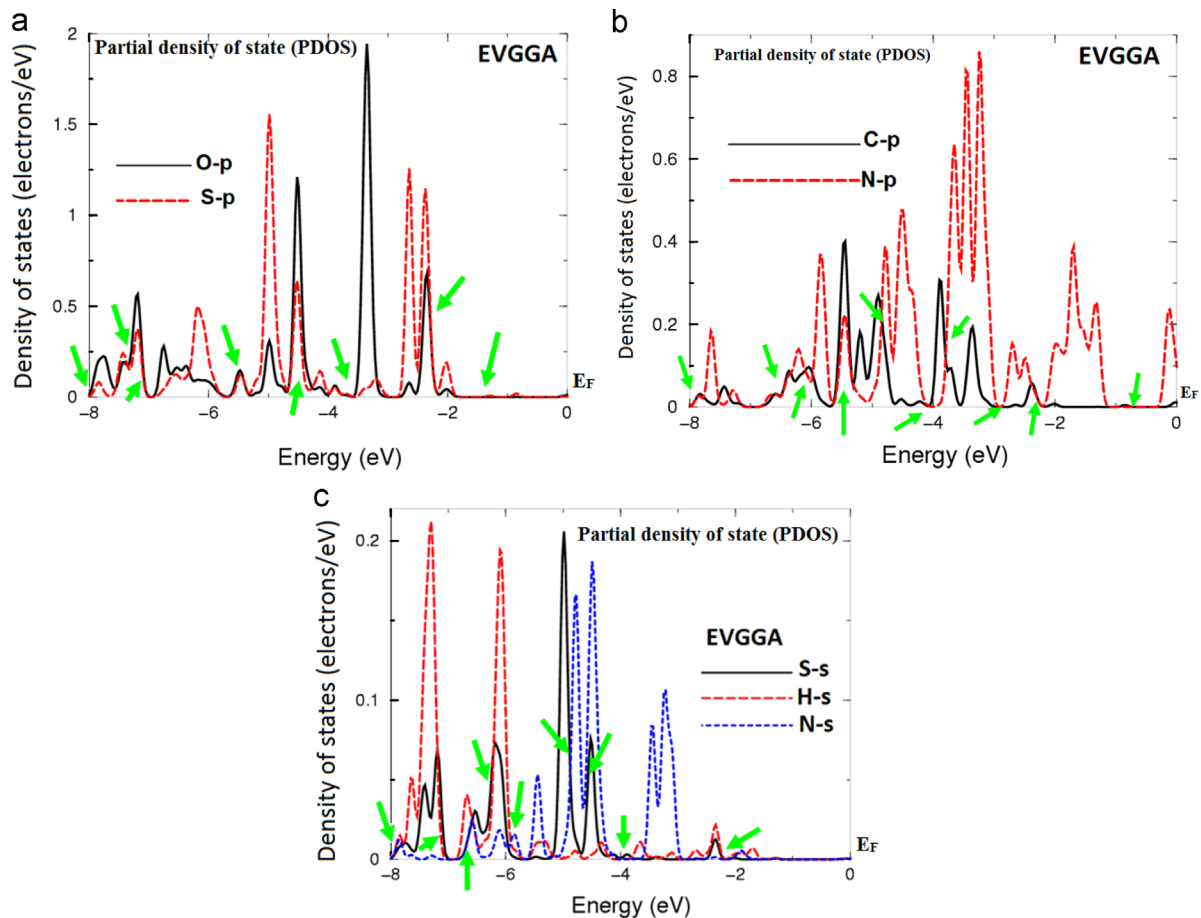 a
Partial density of state (PDOS)
EVGGA
Density of states (electrons/eV)
2
1.5
1
0.5
0
O-p
S-p
E_F
−8 −6 −4 −2 0
Energy (eV)
b
Partial density of state (PDOS)
EVGGA
Density of states (electrons/eV)
0.8
0.6
0.4
0.2
0
C-p
N-p
E_F
−8 −6 −4 −2 0
Energy (eV)
c
Partial density of state (PDOS)
Density of states (electrons/eV)
0.2
0.1
0
EVGGA
S-s
H-s
N-s
E_F
−8 −6 −4 −2 0
Energy (eV)